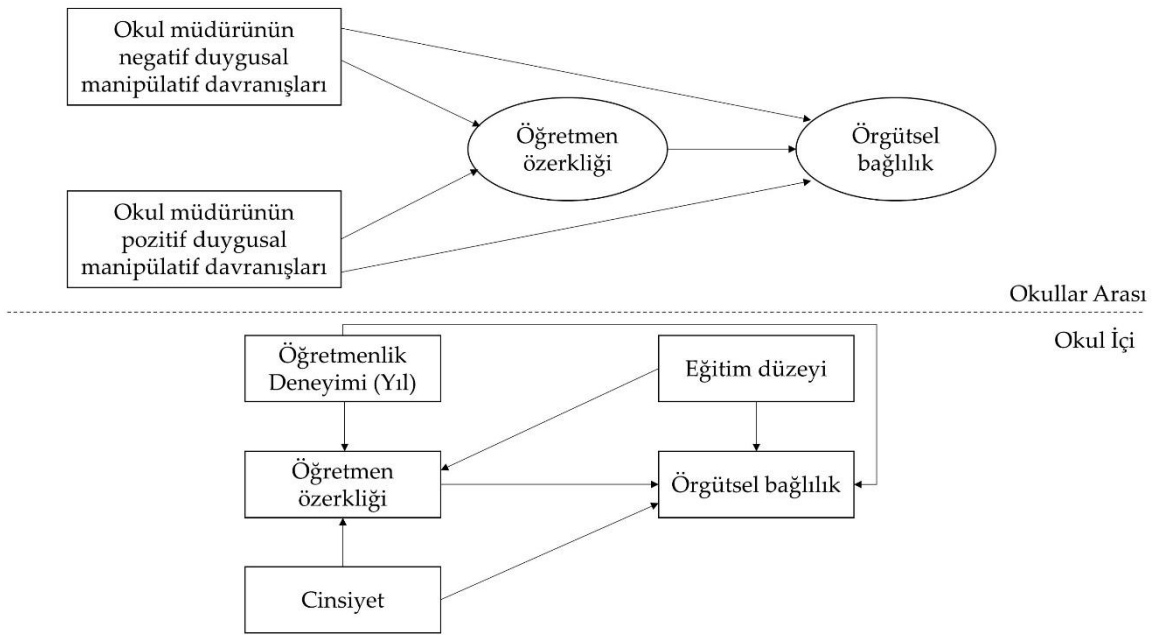 Okul müdürünün
negatif duygusal
manipülatif davranışları
Öğretmen
özerkliği
Örgütsel
bağlılık
Okul müdürünün
pozitif duygusal
manipülatif davranışları
Okullar Arası
Okul İçi
Öğretmenlik
Deneyimi (Yıl)
Eğitim düzeyi
Öğretmen
özerkliği
Örgütsel bağlılık
Cinsiyet